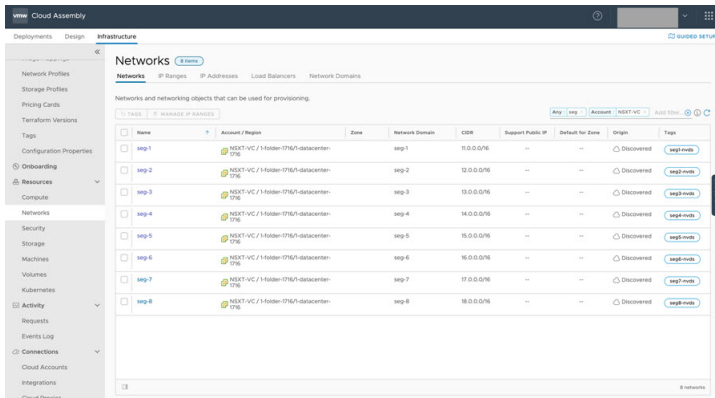 vmw Cloud Assembly
Deployments Design Infrastructure GUIDED SETUP
Network Profiles
Storage Profiles
Pricing Cards
Terraform Versions
Tags
Configuration Properties
Onboarding
Resources
Compute
Networks
Security
Storage
Machines
Volumes
Kubernetes
Activity
Requests
Events Log
Connections
Cloud Accounts
Integrations
Networks 8 items
Networks IP Ranges IP Addresses Load Balancers Network Domains
Networks and networking objects that can be used for provisioning.
TAGS MANAGE IP RANGES Any: seg Account: NSXT-VC Add filter...
Name Account / Region Zone Network Domain CIDR Support Public IP Default for Zone Origin Tags
seg-1 NSXT-VC / 1-folder-1716/1-datacenter-1716 seg-1 11.0.0.0/16 -- -- Discovered seg1-nvds
seg-2 NSXT-VC / 1-folder-1716/1-datacenter-1716 seg-2 12.0.0.0/16 -- -- Discovered seg2-nvds
seg-3 NSXT-VC / 1-folder-1716/1-datacenter-1716 seg-3 13.0.0.0/16 -- -- Discovered seg3-nvds
seg-4 NSXT-VC / 1-folder-1716/1-datacenter-1716 seg-4 14.0.0.0/16 -- -- Discovered seg4-nvds
seg-5 NSXT-VC / 1-folder-1716/1-datacenter-1716 seg-5 15.0.0.0/16 -- -- Discovered seg5-nvds
seg-6 NSXT-VC / 1-folder-1716/1-datacenter-1716 seg-6 16.0.0.0/16 -- -- Discovered seg6-nvds
seg-7 NSXT-VC / 1-folder-1716/1-datacenter-1716 seg-7 17.0.0.0/16 -- -- Discovered seg7-nvds
seg-8 NSXT-VC / 1-folder-1716/1-datacenter-1716 seg-8 18.0.0.0/16 -- -- Discovered seg8-nvds
8 networks